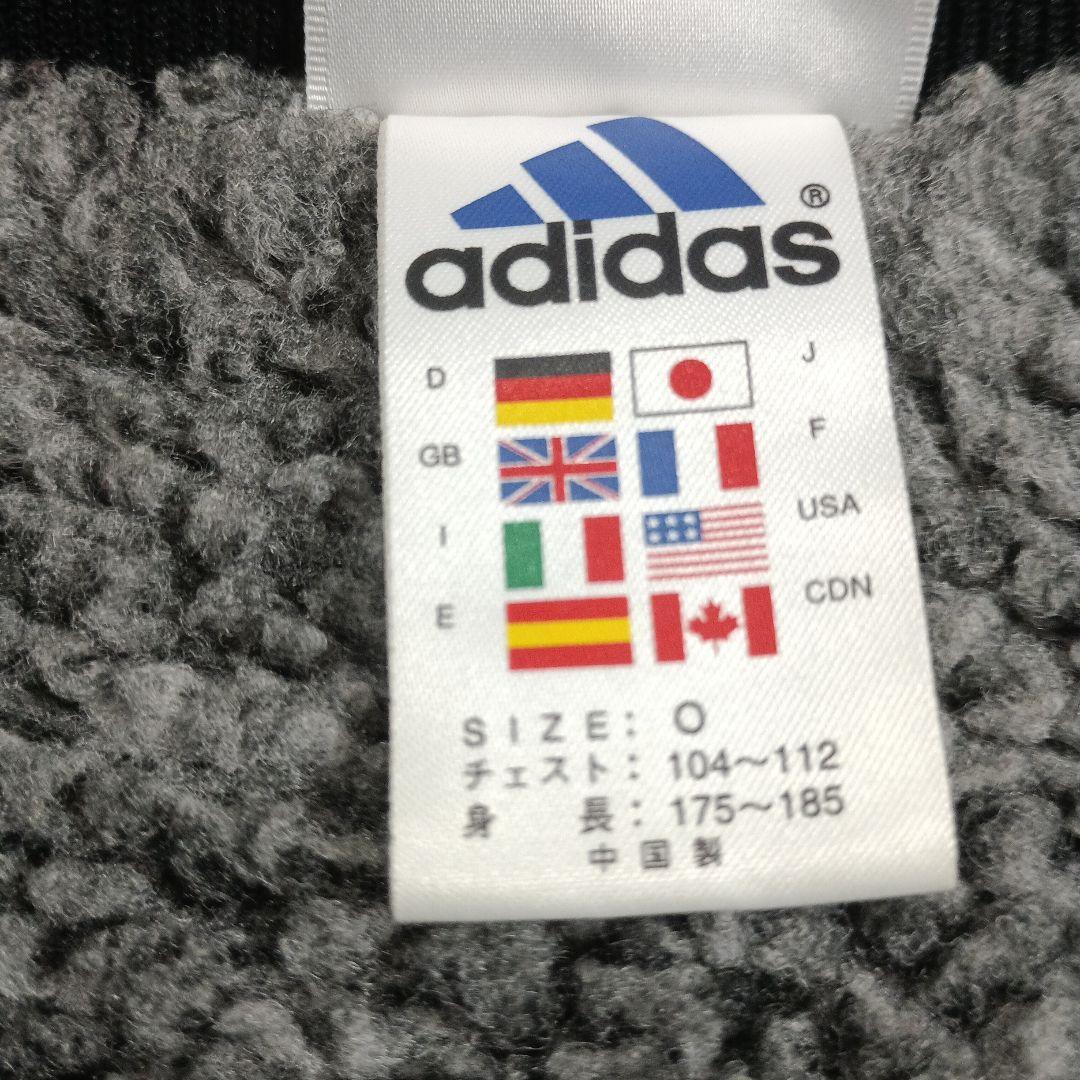 adidas®
D J
GB F
I USA
E CDN
SIZE: O
チェスト: 104〜112
身 長: 175〜185
中国製